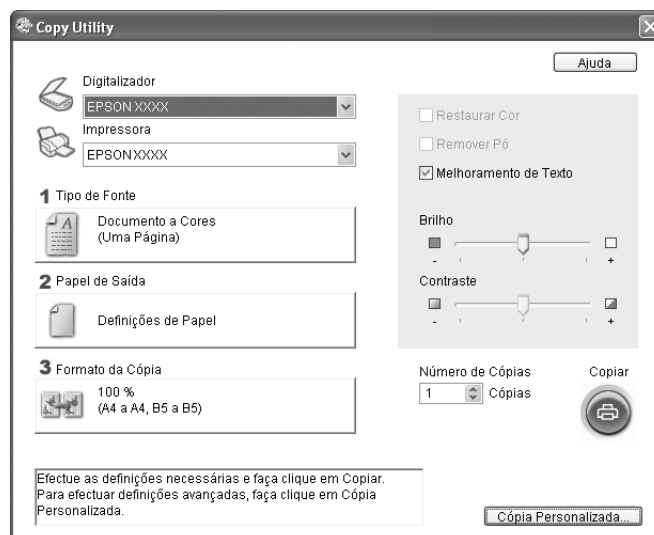 Copy Utility
Ajuda
Digitalizador
EPSON XXXX
Impressora
EPSON XXXX
1 Tipo de Fonte
Documento a Cores
(Uma Página)
2 Papel de Saída
Definições de Papel
3 Formato da Cópia
100 %
(A4 a A4, B5 a B5)
Restaurar Cor
Remover Pó
Melhoramento de Texto
Brilho
- +
Contraste
- +
Número de Cópias
1 Cópias
Copiar
Efectue as definições necessárias e faça clique em Copiar.
Para efectuar definições avançadas, faça clique em Cópia
Personalizada.
Cópia Personalizada...